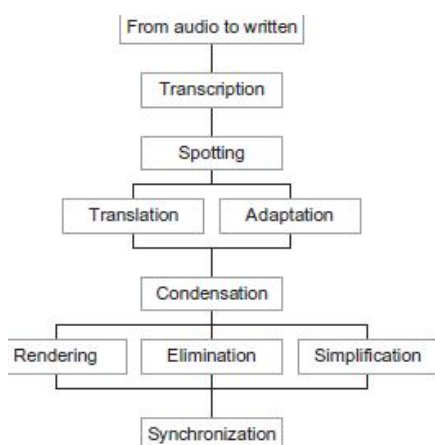 From audio to written
Transcription
Spotting
Translation Adaptation
Condensation
Rendering Elimination Simplification
Synchronization